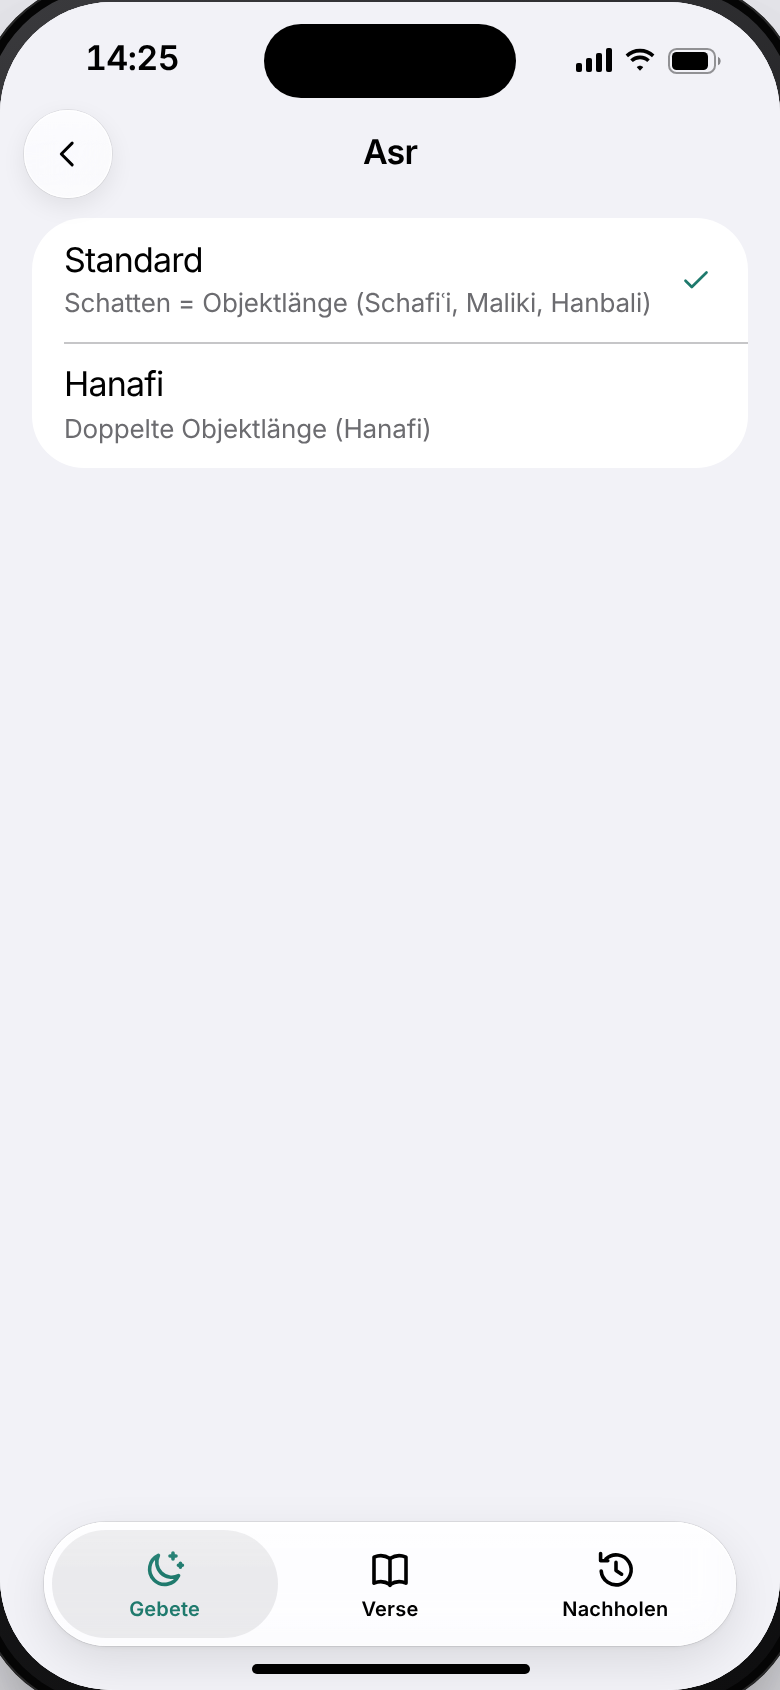 14:25
Asr
Standard
Schatten = Objektlänge (Schafiʿi, Maliki, Hanbali)
Hanafi
Doppelte Objektlänge (Hanafi)
Gebete
Verse
Nachholen